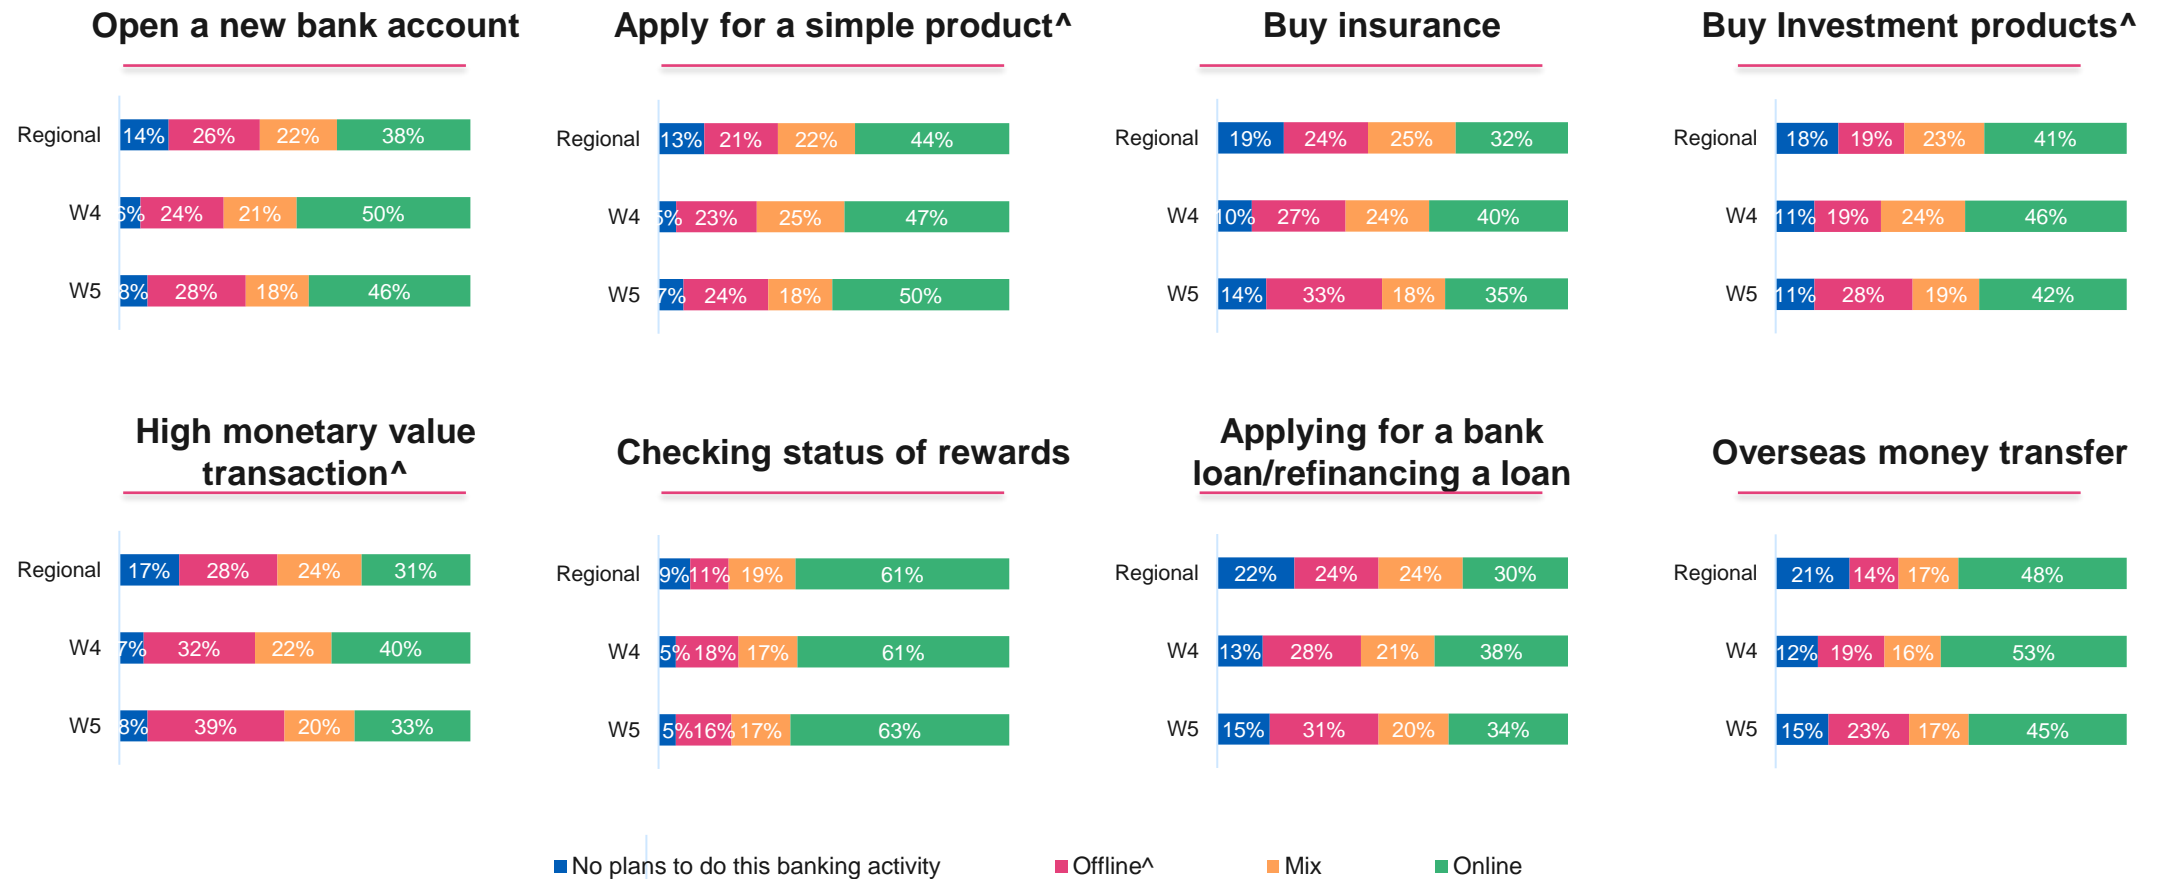 Open a new bank account
Apply for a simple product^
Buy insurance
Buy Investment products^
Regional 14% 26% 22% 38%
W4 6% 24% 21% 50%
W5 8% 28% 18% 46%
Regional 13% 21% 22% 44%
W4 5% 23% 25% 47%
W5 7% 24% 18% 50%
Regional 19% 24% 25% 32%
W4 10% 27% 24% 40%
W5 14% 33% 18% 35%
Regional 18% 19% 23% 41%
W4 11% 19% 24% 46%
W5 11% 28% 19% 42%
High monetary value
transaction^
Checking status of rewards
Applying for a bank
loan/refinancing a loan
Overseas money transfer
Regional 17% 28% 24% 31%
W4 7% 32% 22% 40%
W5 8% 39% 20% 33%
Regional 9% 11% 19% 61%
W4 5% 18% 17% 61%
W5 5% 16% 17% 63%
Regional 22% 24% 24% 30%
W4 13% 28% 21% 38%
W5 15% 31% 20% 34%
Regional 21% 14% 17% 48%
W4 12% 19% 16% 53%
W5 15% 23% 17% 45%
No plans to do this banking activity
Offline^
Mix
Online